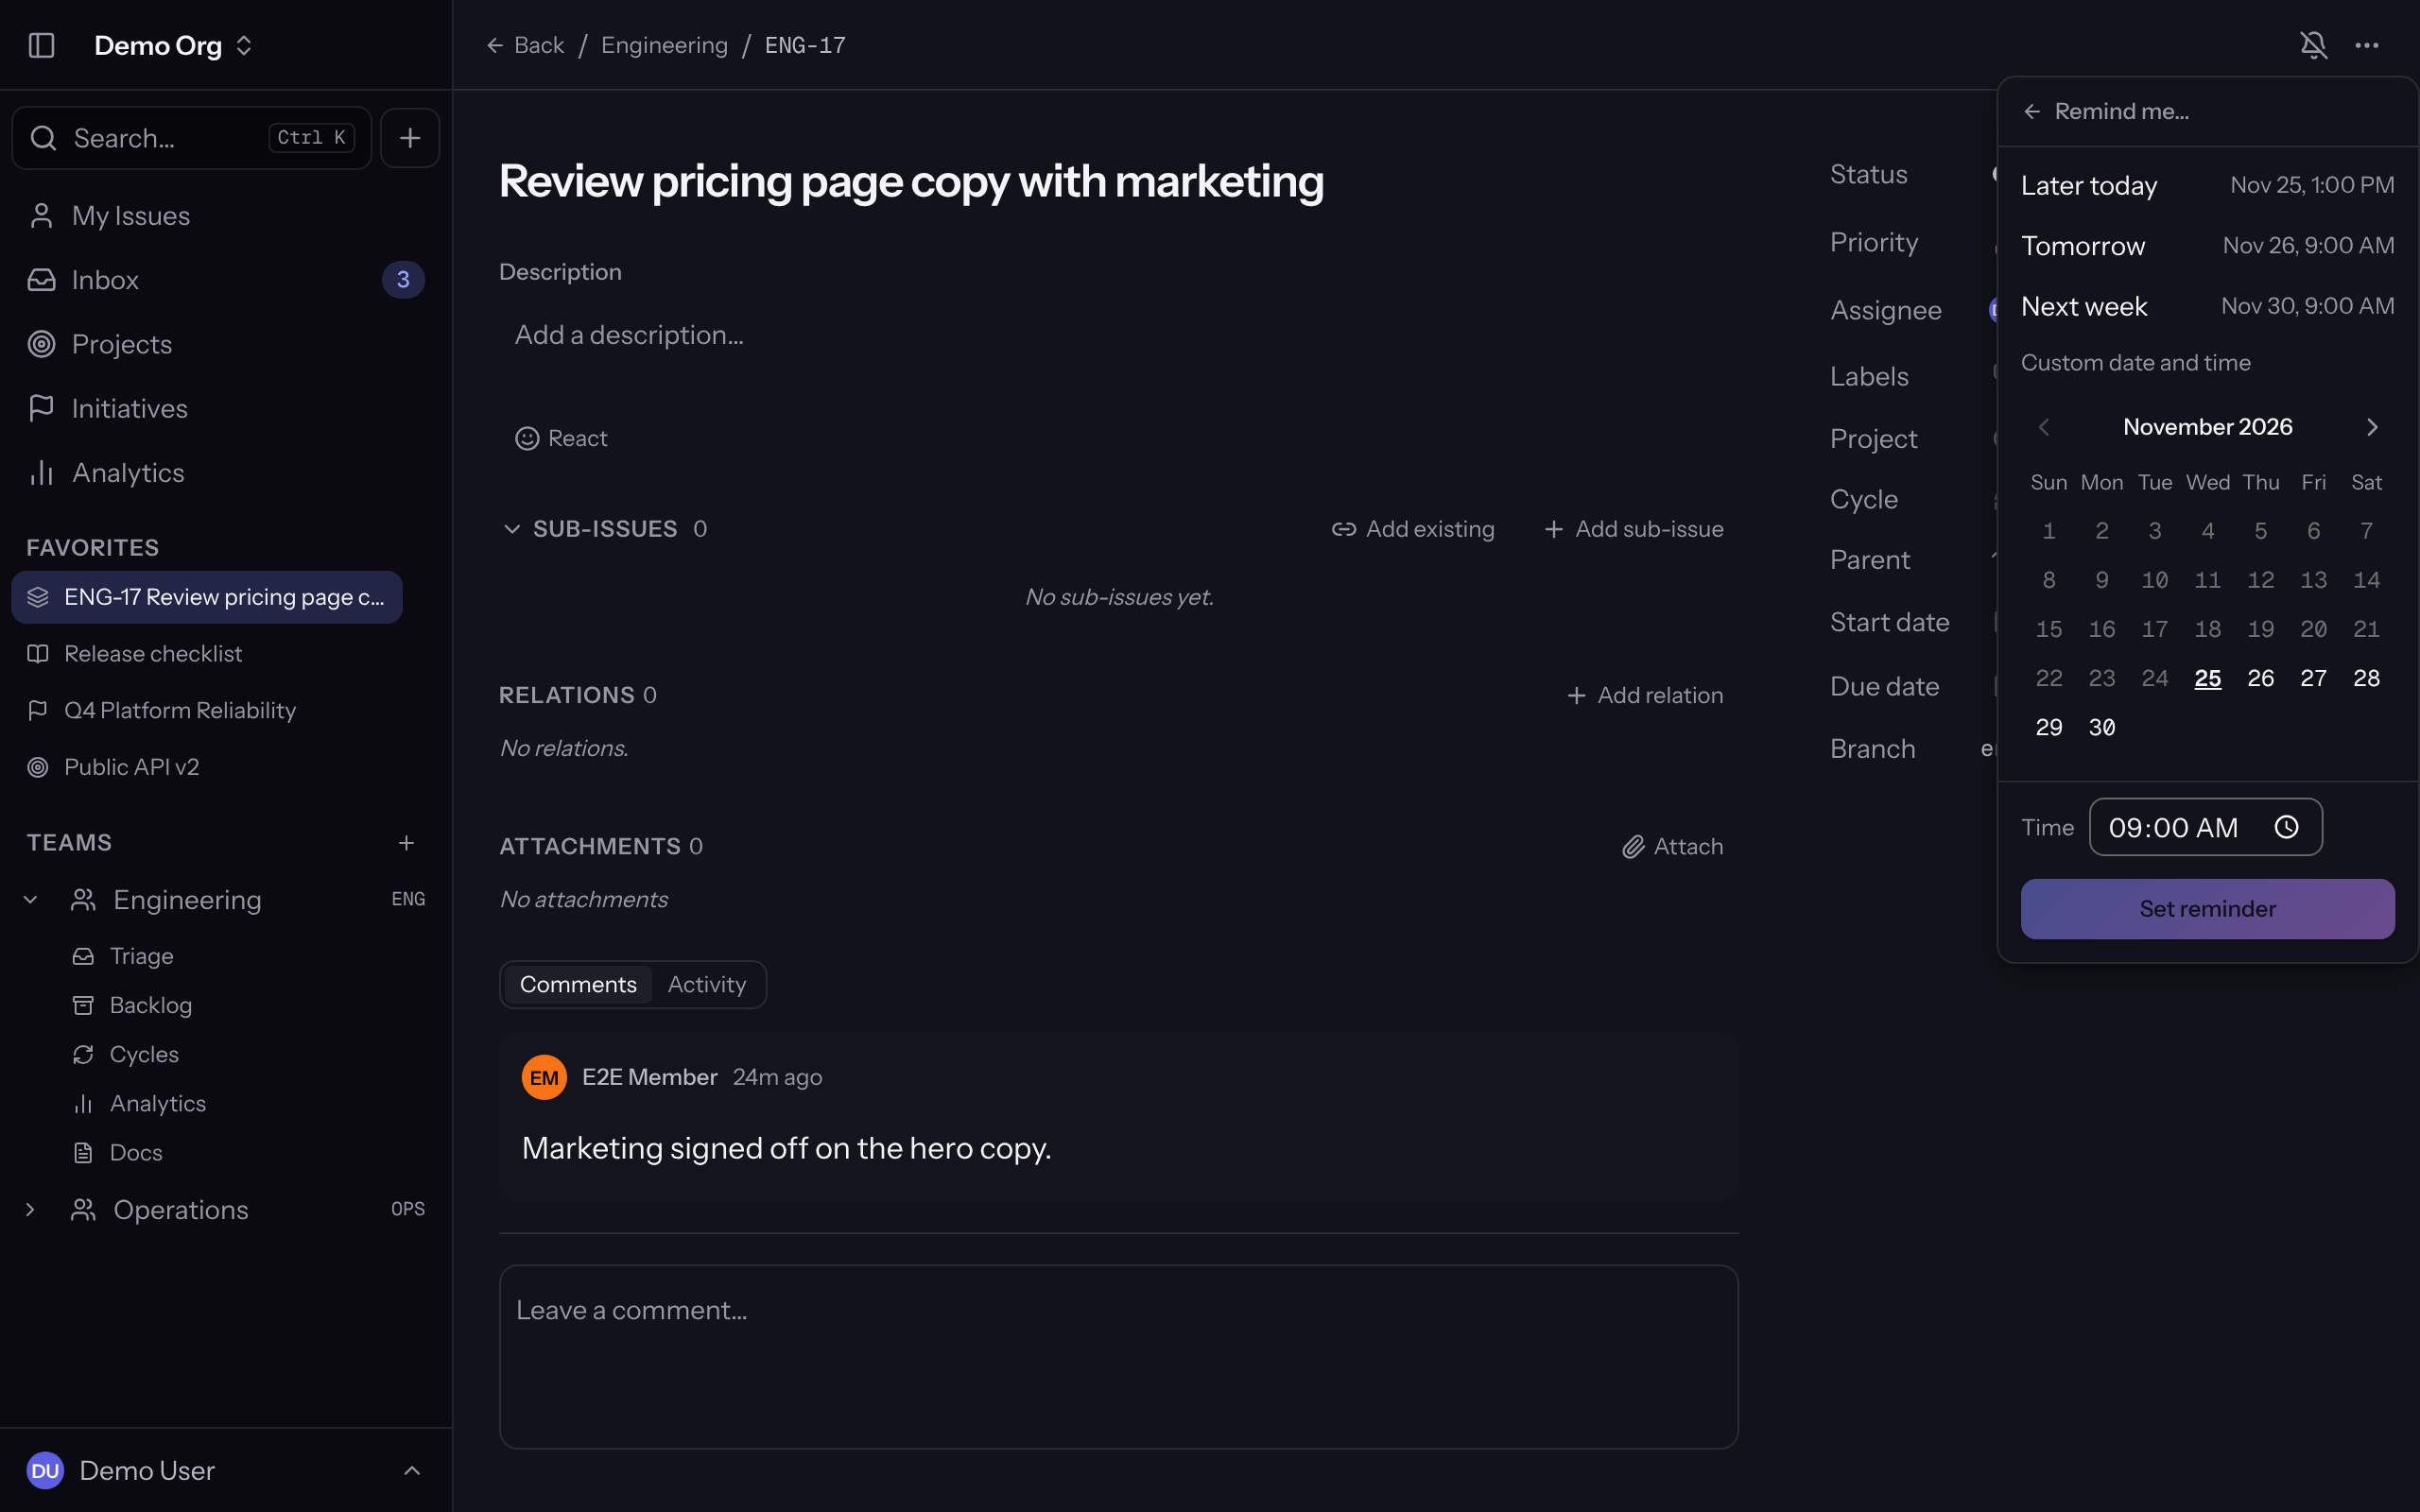 Demo Org
Search...
Ctrl K
My Issues
Inbox
3
Projects
Initiatives
Analytics
FAVORITES
ENG-17 Review pricing page c...
Release checklist
Q4 Platform Reliability
Public API v2
TEAMS
Engineering
ENG
Triage
Backlog
Cycles
Analytics
Docs
Operations
OPS
DU
Demo User
Back / Engineering / ENG-17
Review pricing page copy with marketing
Description
Add a description...
React
SUB-ISSUES 0
Add existing
Add sub-issue
No sub-issues yet.
RELATIONS 0
Add relation
No relations.
ATTACHMENTS 0
Attach
No attachments
Comments
Activity
EM
E2E Member 24m ago
Marketing signed off on the hero copy.
Leave a comment...
Status
Priority
Assignee
Labels
Project
Cycle
Parent
Start date
Due date
Branch
Remind me...
Later today Nov 25, 1:00 PM
Tomorrow Nov 26, 9:00 AM
Next week Nov 30, 9:00 AM
Custom date and time
November 2026
Sun Mon Tue Wed Thu Fri Sat
1 2 3 4 5 6 7
8 9 10 11 12 13 14
15 16 17 18 19 20 21
22 23 24 25 26 27 28
29 30
Time 09:00 AM
Set reminder